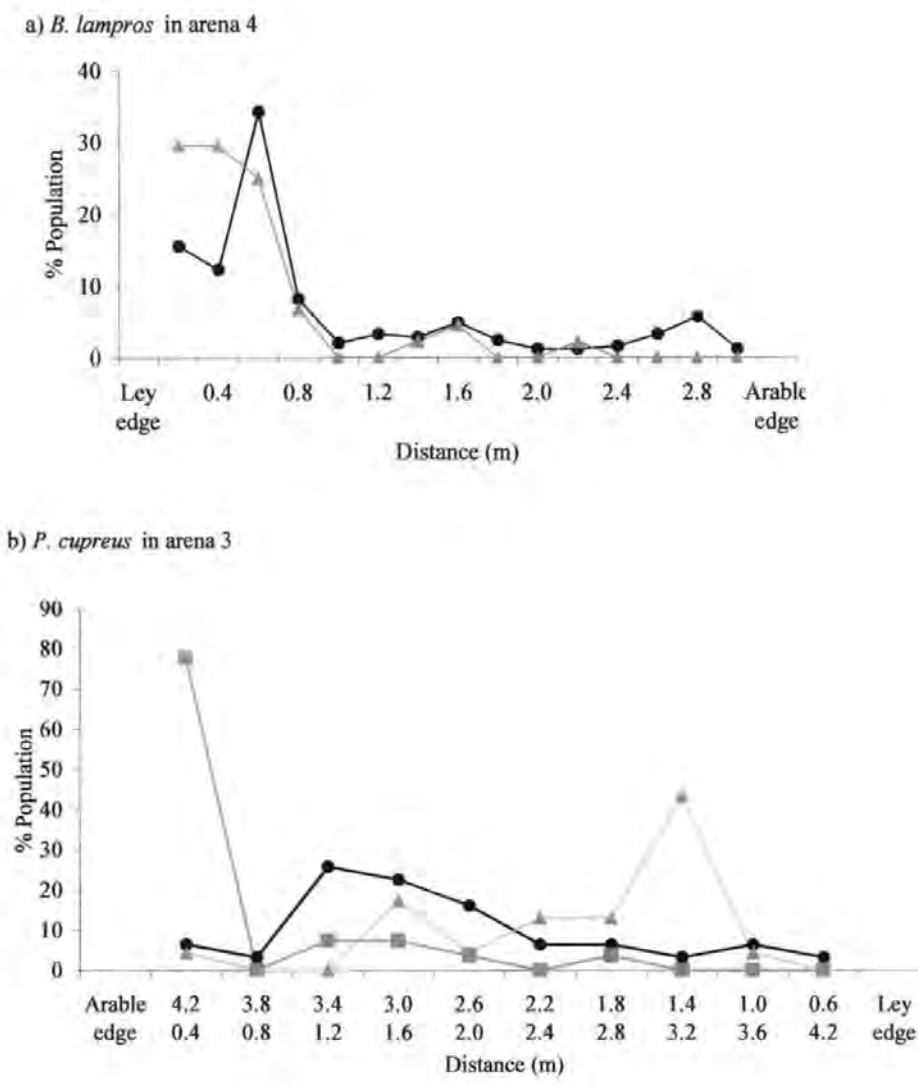 a) B. lampros in arena 4
40
30
20
10
0
% Population
Ley edge 0.4 0.8 1.2 1.6 2.0 2.4 2.8 Arable edge
Distance (m)
b) P. cupreus in arena 3
90
80
70
60
50
40
30
20
10
0
% Population
Arable 4.2 3.8 3.4 3.0 2.6 2.2 1.8 1.4 1.0 0.6 Ley
edge 0.4 0.8 1.2 1.6 2.0 2.4 2.8 3.2 3.6 4.2 edge
Distance (m)